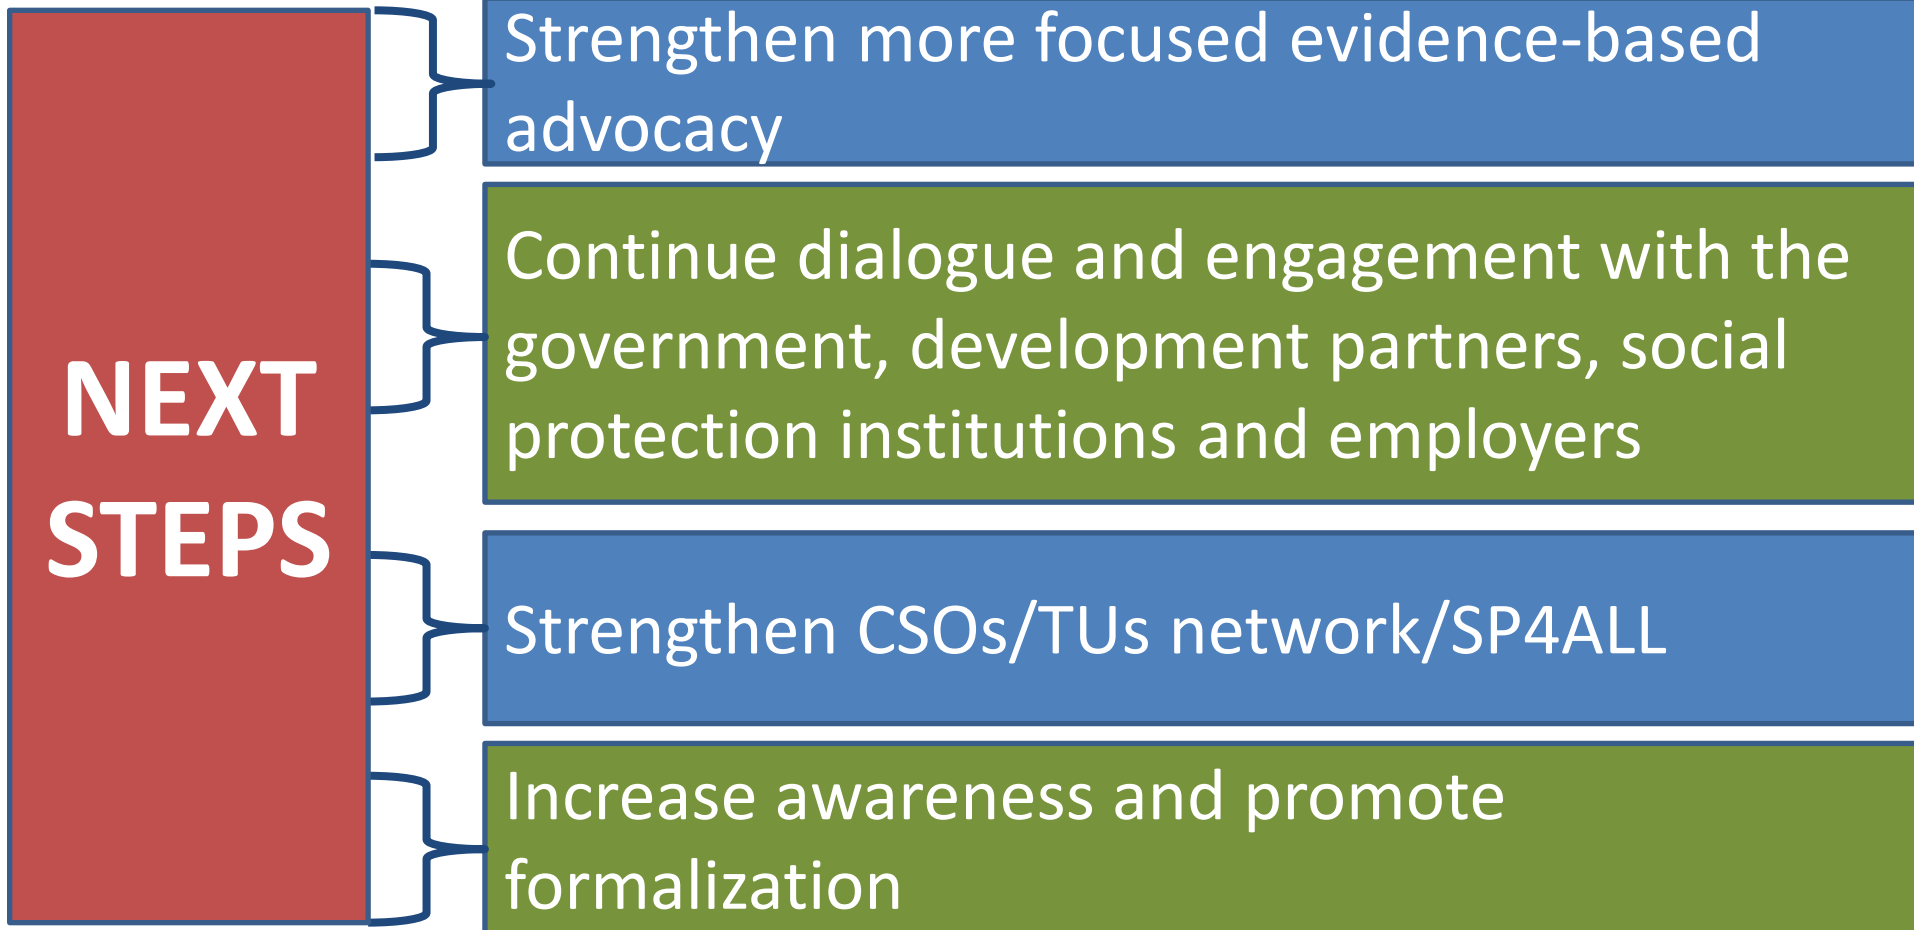 NEXT
STEPS
Strengthen more focused evidence-based
advocacy
Continue dialogue and engagement with the
government, development partners, social
protection institutions and employers
Strengthen CSOs/TUs network/SP4ALL
Increase awareness and promote
formalization